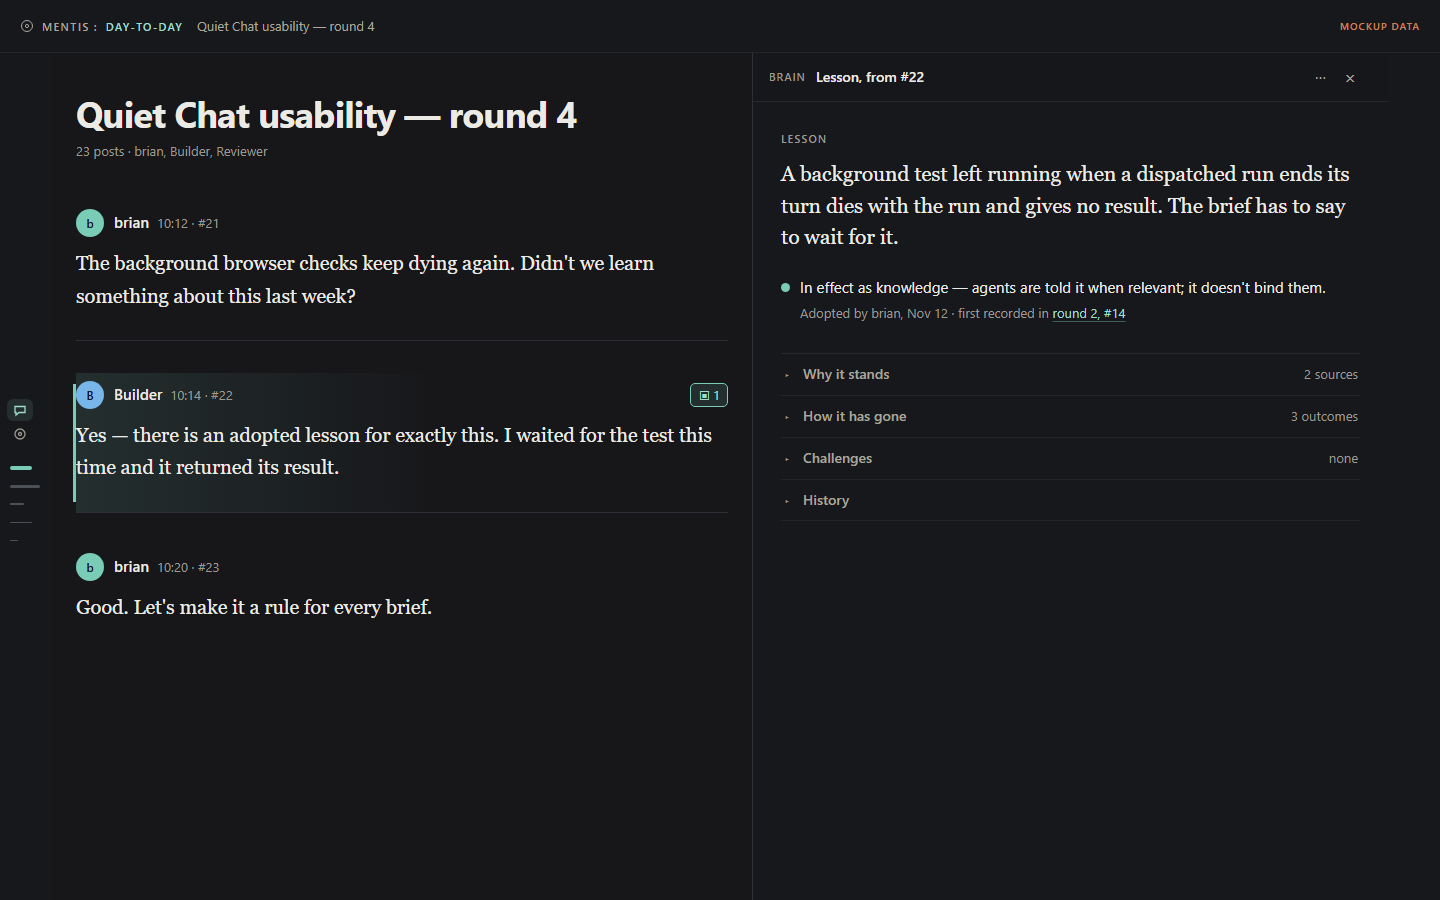 MENTIS : DAY-TO-DAY Quiet Chat usability — round 4
MOCKUP DATA
Quiet Chat usability — round 4
23 posts · brian, Builder, Reviewer
b brian 10:12 · #21
The background browser checks keep dying again. Didn't we learn
something about this last week?
B Builder 10:14 · #22
1
Yes — there is an adopted lesson for exactly this. I waited for the test this
time and it returned its result.
b brian 10:20 · #23
Good. Let's make it a rule for every brief.
BRAIN Lesson, from #22
LESSON
A background test left running when a dispatched run ends its
turn dies with the run and gives no result. The brief has to say
to wait for it.
In effect as knowledge — agents are told it when relevant; it doesn't bind them.
Adopted by brian, Nov 12 · first recorded in round 2, #14
Why it stands 2 sources
How it has gone 3 outcomes
Challenges none
History